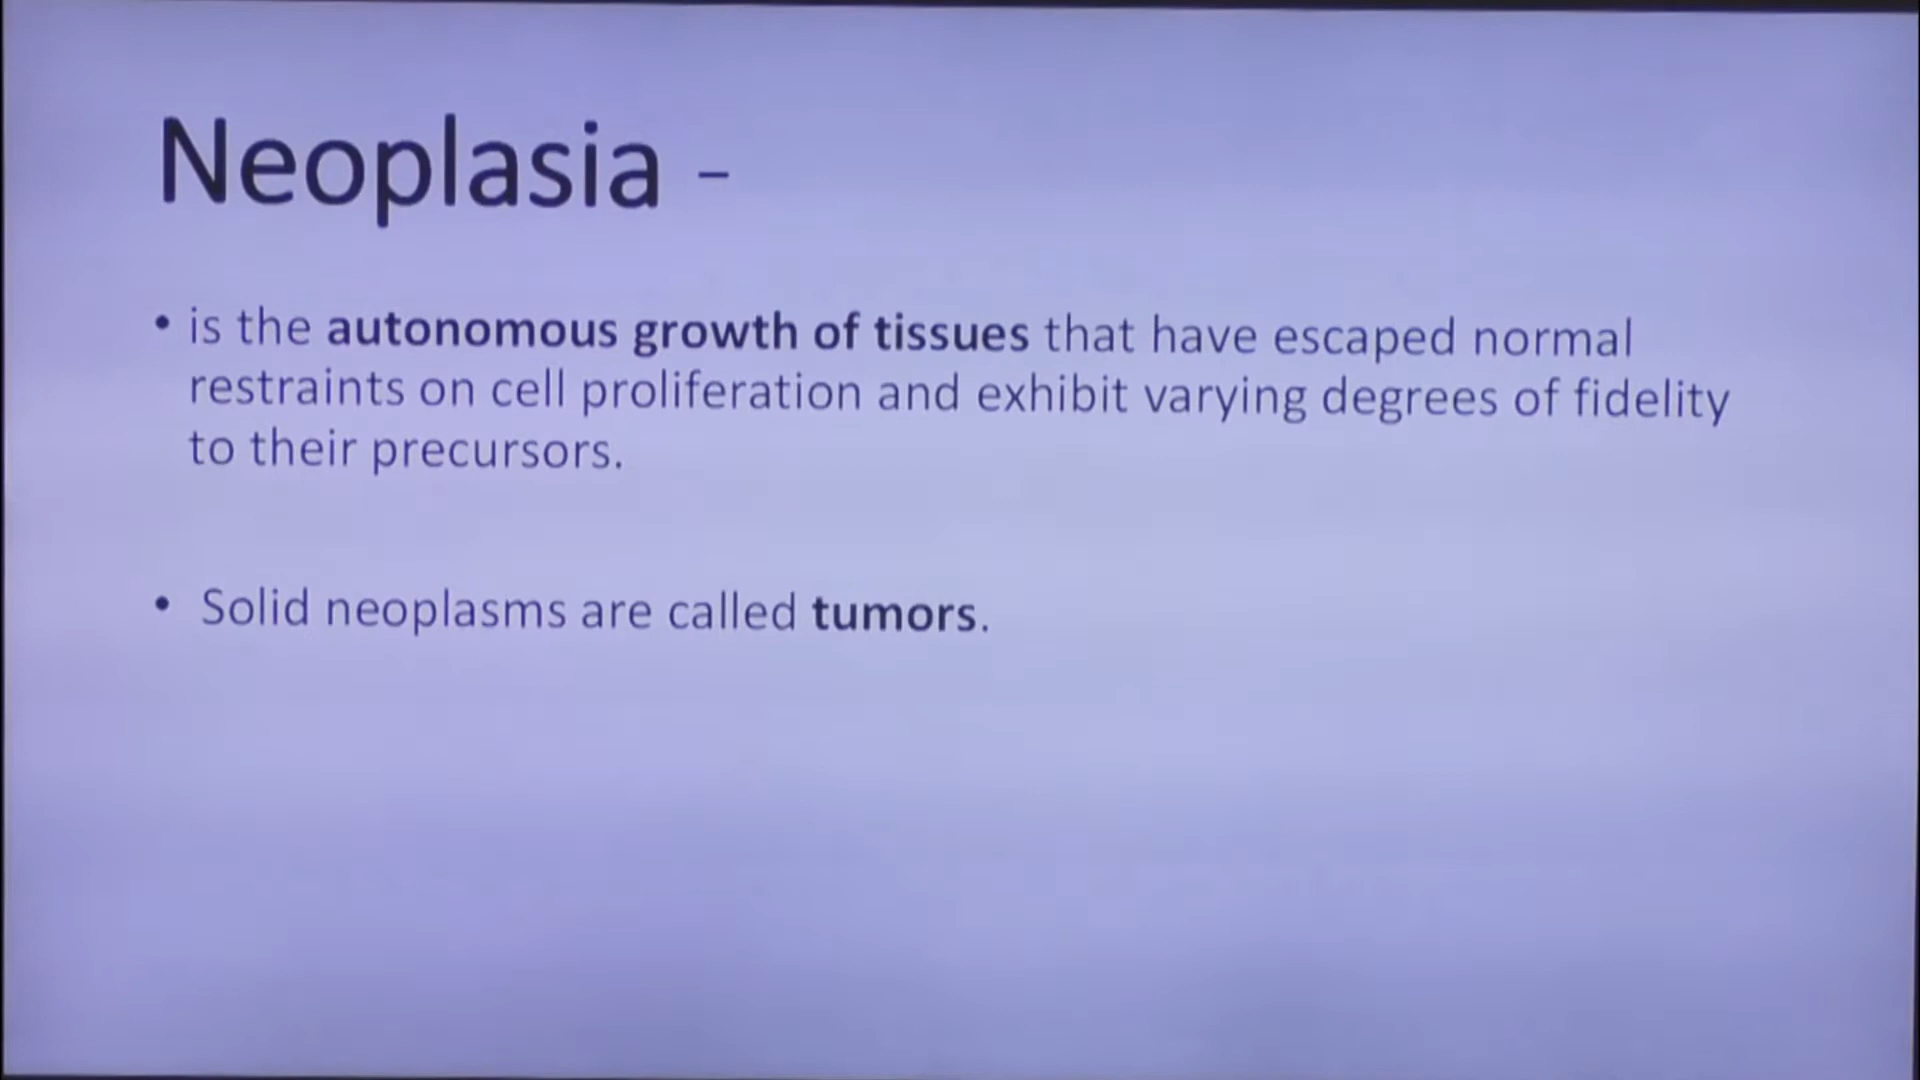 Neoplasia –
• is the autonomous growth of tissues that have escaped normal
restraints on cell proliferation and exhibit varying degrees of fidelity
to their precursors.
• Solid neoplasms are called tumors.